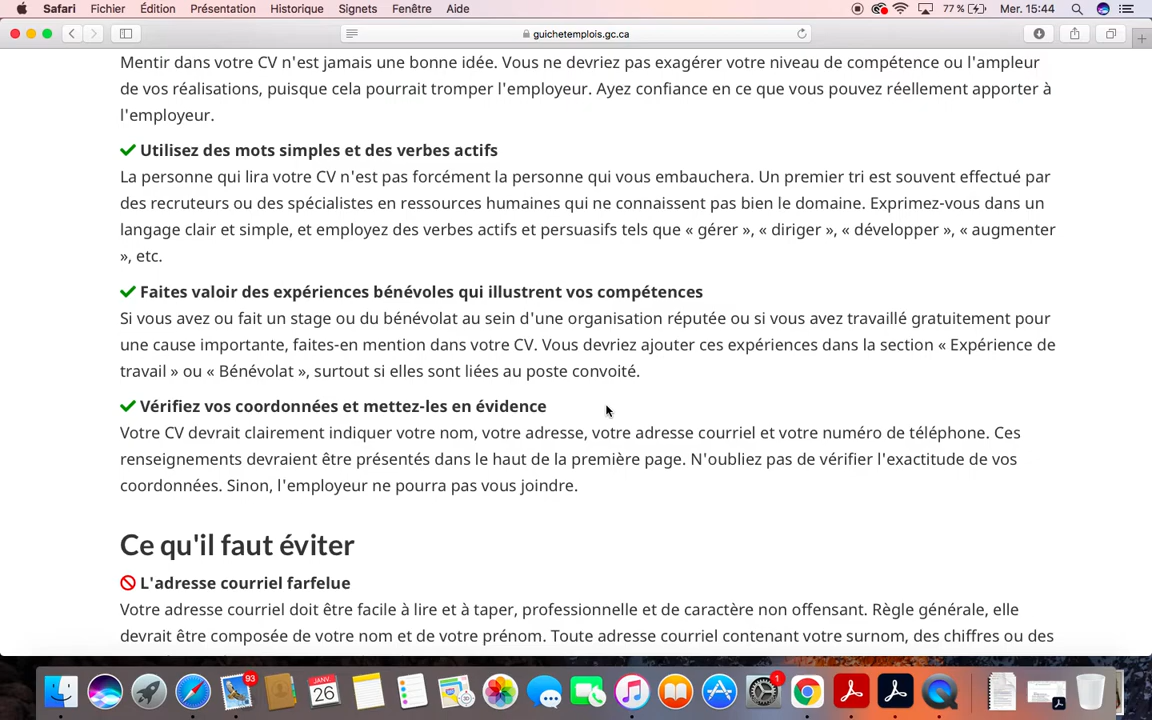 Safari Fichier Édition Présentation Historique Signets Fenêtre Aide 77 % Mer. 15:44
guichetemplois.gc.ca
Mentir dans votre CV n'est jamais une bonne idée. Vous ne devriez pas exagérer votre niveau de compétence ou l'ampleur
de vos réalisations, puisque cela pourrait tromper l'employeur. Ayez confiance en ce que vous pouvez réellement apporter à
l'employeur.
Utilisez des mots simples et des verbes actifs
La personne qui lira votre CV n'est pas forcément la personne qui vous embauchera. Un premier tri est souvent effectué par
des recruteurs ou des spécialistes en ressources humaines qui ne connaissent pas bien le domaine. Exprimez-vous dans un
langage clair et simple, et employez des verbes actifs et persuasifs tels que « gérer », « diriger », « développer », « augmenter
», etc.
Faites valoir des expériences bénévoles qui illustrent vos compétences
Si vous avez ou fait un stage ou du bénévolat au sein d'une organisation réputée ou si vous avez travaillé gratuitement pour
une cause importante, faites-en mention dans votre CV. Vous devriez ajouter ces expériences dans la section « Expérience de
travail » ou « Bénévolat », surtout si elles sont liées au poste convoité.
Vérifiez vos coordonnées et mettez-les en évidence
Votre CV devrait clairement indiquer votre nom, votre adresse, votre adresse courriel et votre numéro de téléphone. Ces
renseignements devraient être présentés dans le haut de la première page. N'oubliez pas de vérifier l'exactitude de vos
coordonnées. Sinon, l'employeur ne pourra pas vous joindre.
Ce qu'il faut éviter
L'adresse courriel farfelue
Votre adresse courriel doit être facile à lire et à taper, professionnelle et de caractère non offensant. Règle générale, elle
devrait être composée de votre nom et de votre prénom. Toute adresse courriel contenant votre surnom, des chiffres ou des
93
JANV.
26
1